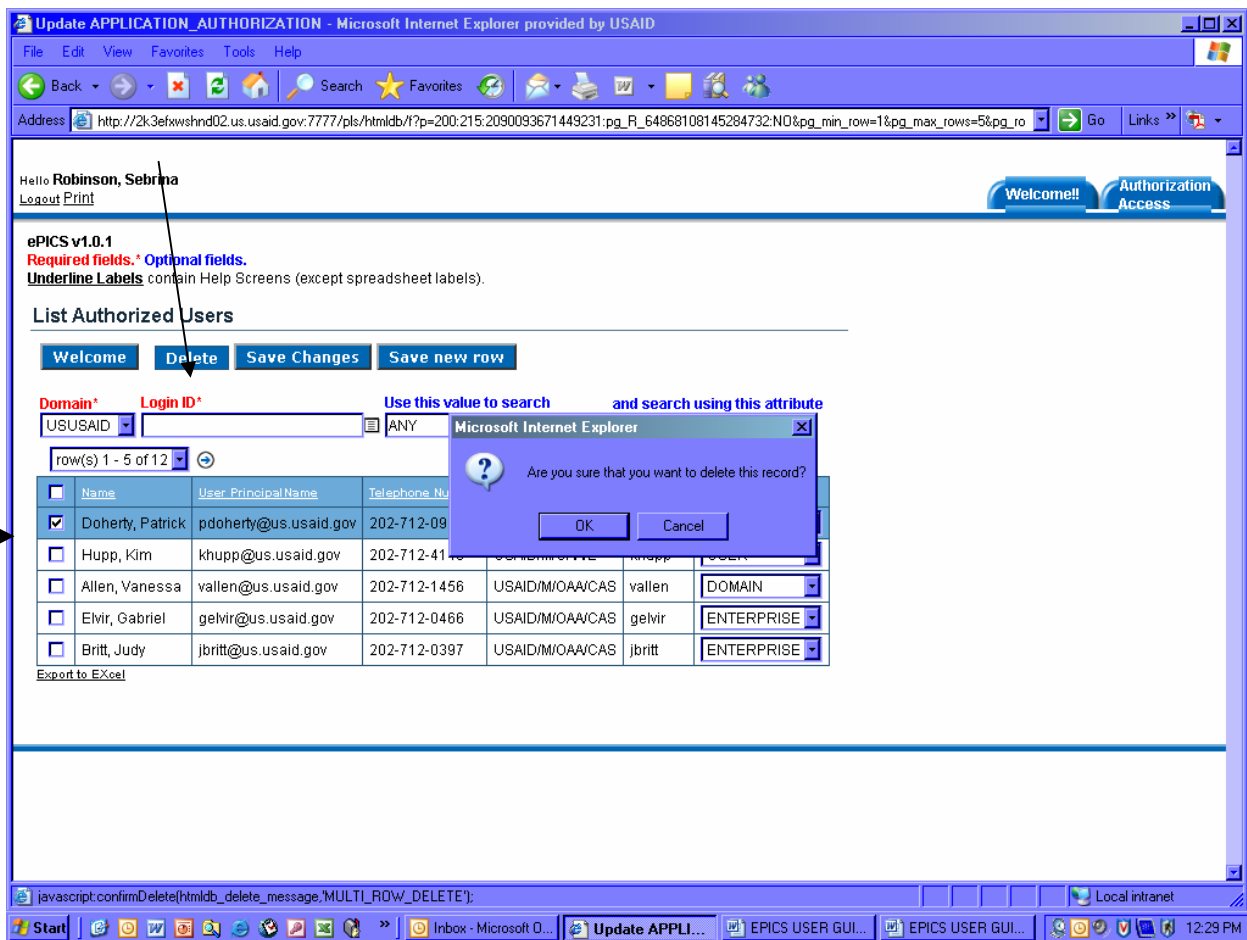 Update APPLICATION_AUTHORIZATION - Microsoft Internet Explorer provided by USAID
File Edit View Favorites Tools Help
Back Search Favorites
Address http://2k3efxwshnd02.us.usaid.gov:7777/pls/htmldb/f?p=200:215:2090093671449231:pg_R_64868108145284732:NO&pg_min_row=1&pg_max_rows=5&pg_ro Go Links »
Hello Robinson, Sebrina
Logout Print
Welcome!! Authorization Access
ePICS v1.0.1
Required fields.* Optional fields.
Underline Labels contain Help Screens (except spreadsheet labels).
List Authorized Users
Welcome Delete Save Changes Save new row
Domain* Login ID* Use this value to search and search using this attribute
USUSAID ANY
Microsoft Internet Explorer
Are you sure that you want to delete this record?
OK Cancel
row(s) 1 - 5 of 12
Name User PrincipalName Telephone Nu
Doherty, Patrick pdoherty@us.usaid.gov 202-712-09
Hupp, Kim khupp@us.usaid.gov khupp USER
Allen, Vanessa vallen@us.usaid.gov 202-712-1456 USAID/M/OAA/CAS vallen DOMAIN
Elvir, Gabriel gelvir@us.usaid.gov 202-712-0466 USAID/M/OAA/CAS gelvir ENTERPRISE
Britt, Judy jbritt@us.usaid.gov 202-712-0397 USAID/M/OAA/CAS jbritt ENTERPRISE
Export to EXcel
javascript:confirmDelete(htmldb_delete_message,'MULTI_ROW_DELETE');
Local intranet
Start » Inbox - Microsoft O... Update APPLI... EPICS USER GUI... EPICS USER GUI... 12:29 PM